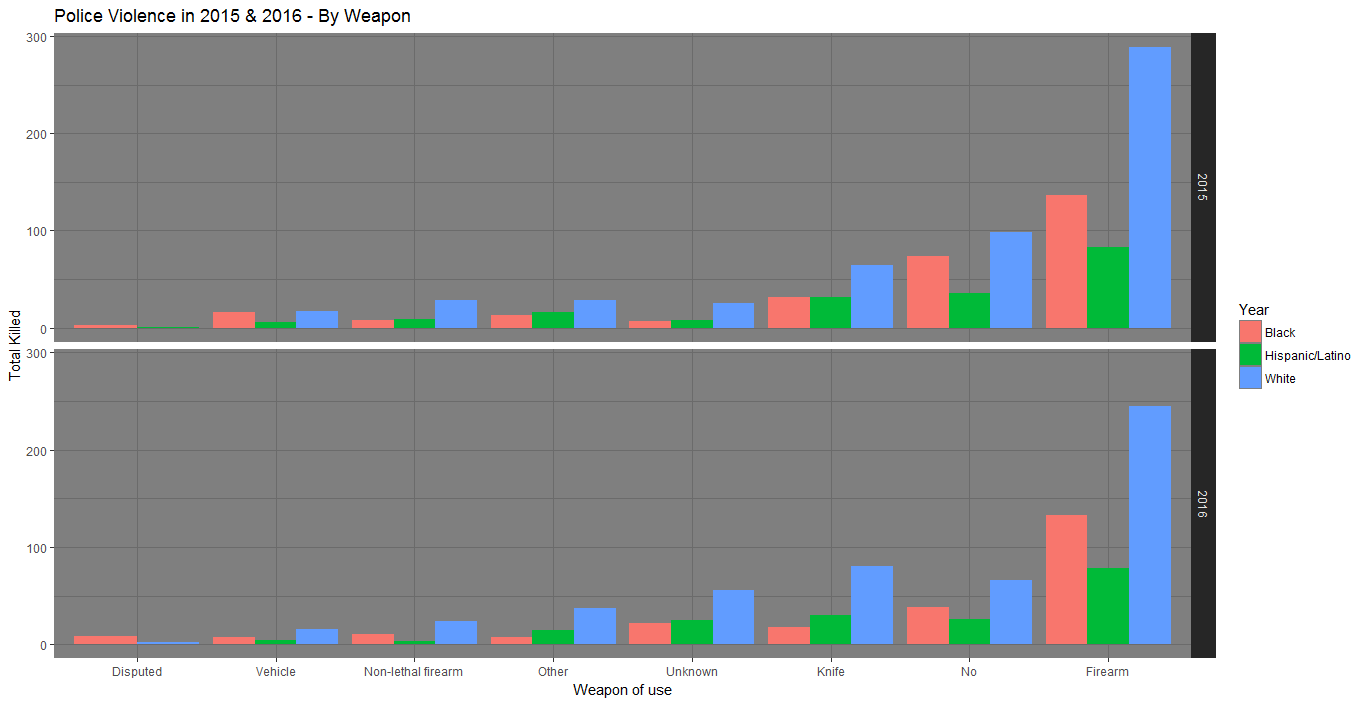 Police Violence in 2015 & 2016 - By Weapon
300
200
100
0
2015
300
200
100
0
2016
Total Killed
Disputed
Vehicle
Non-lethal firearm
Other
Unknown
Knife
No
Firearm
Weapon of use
Year
Black
Hispanic/Latino
White